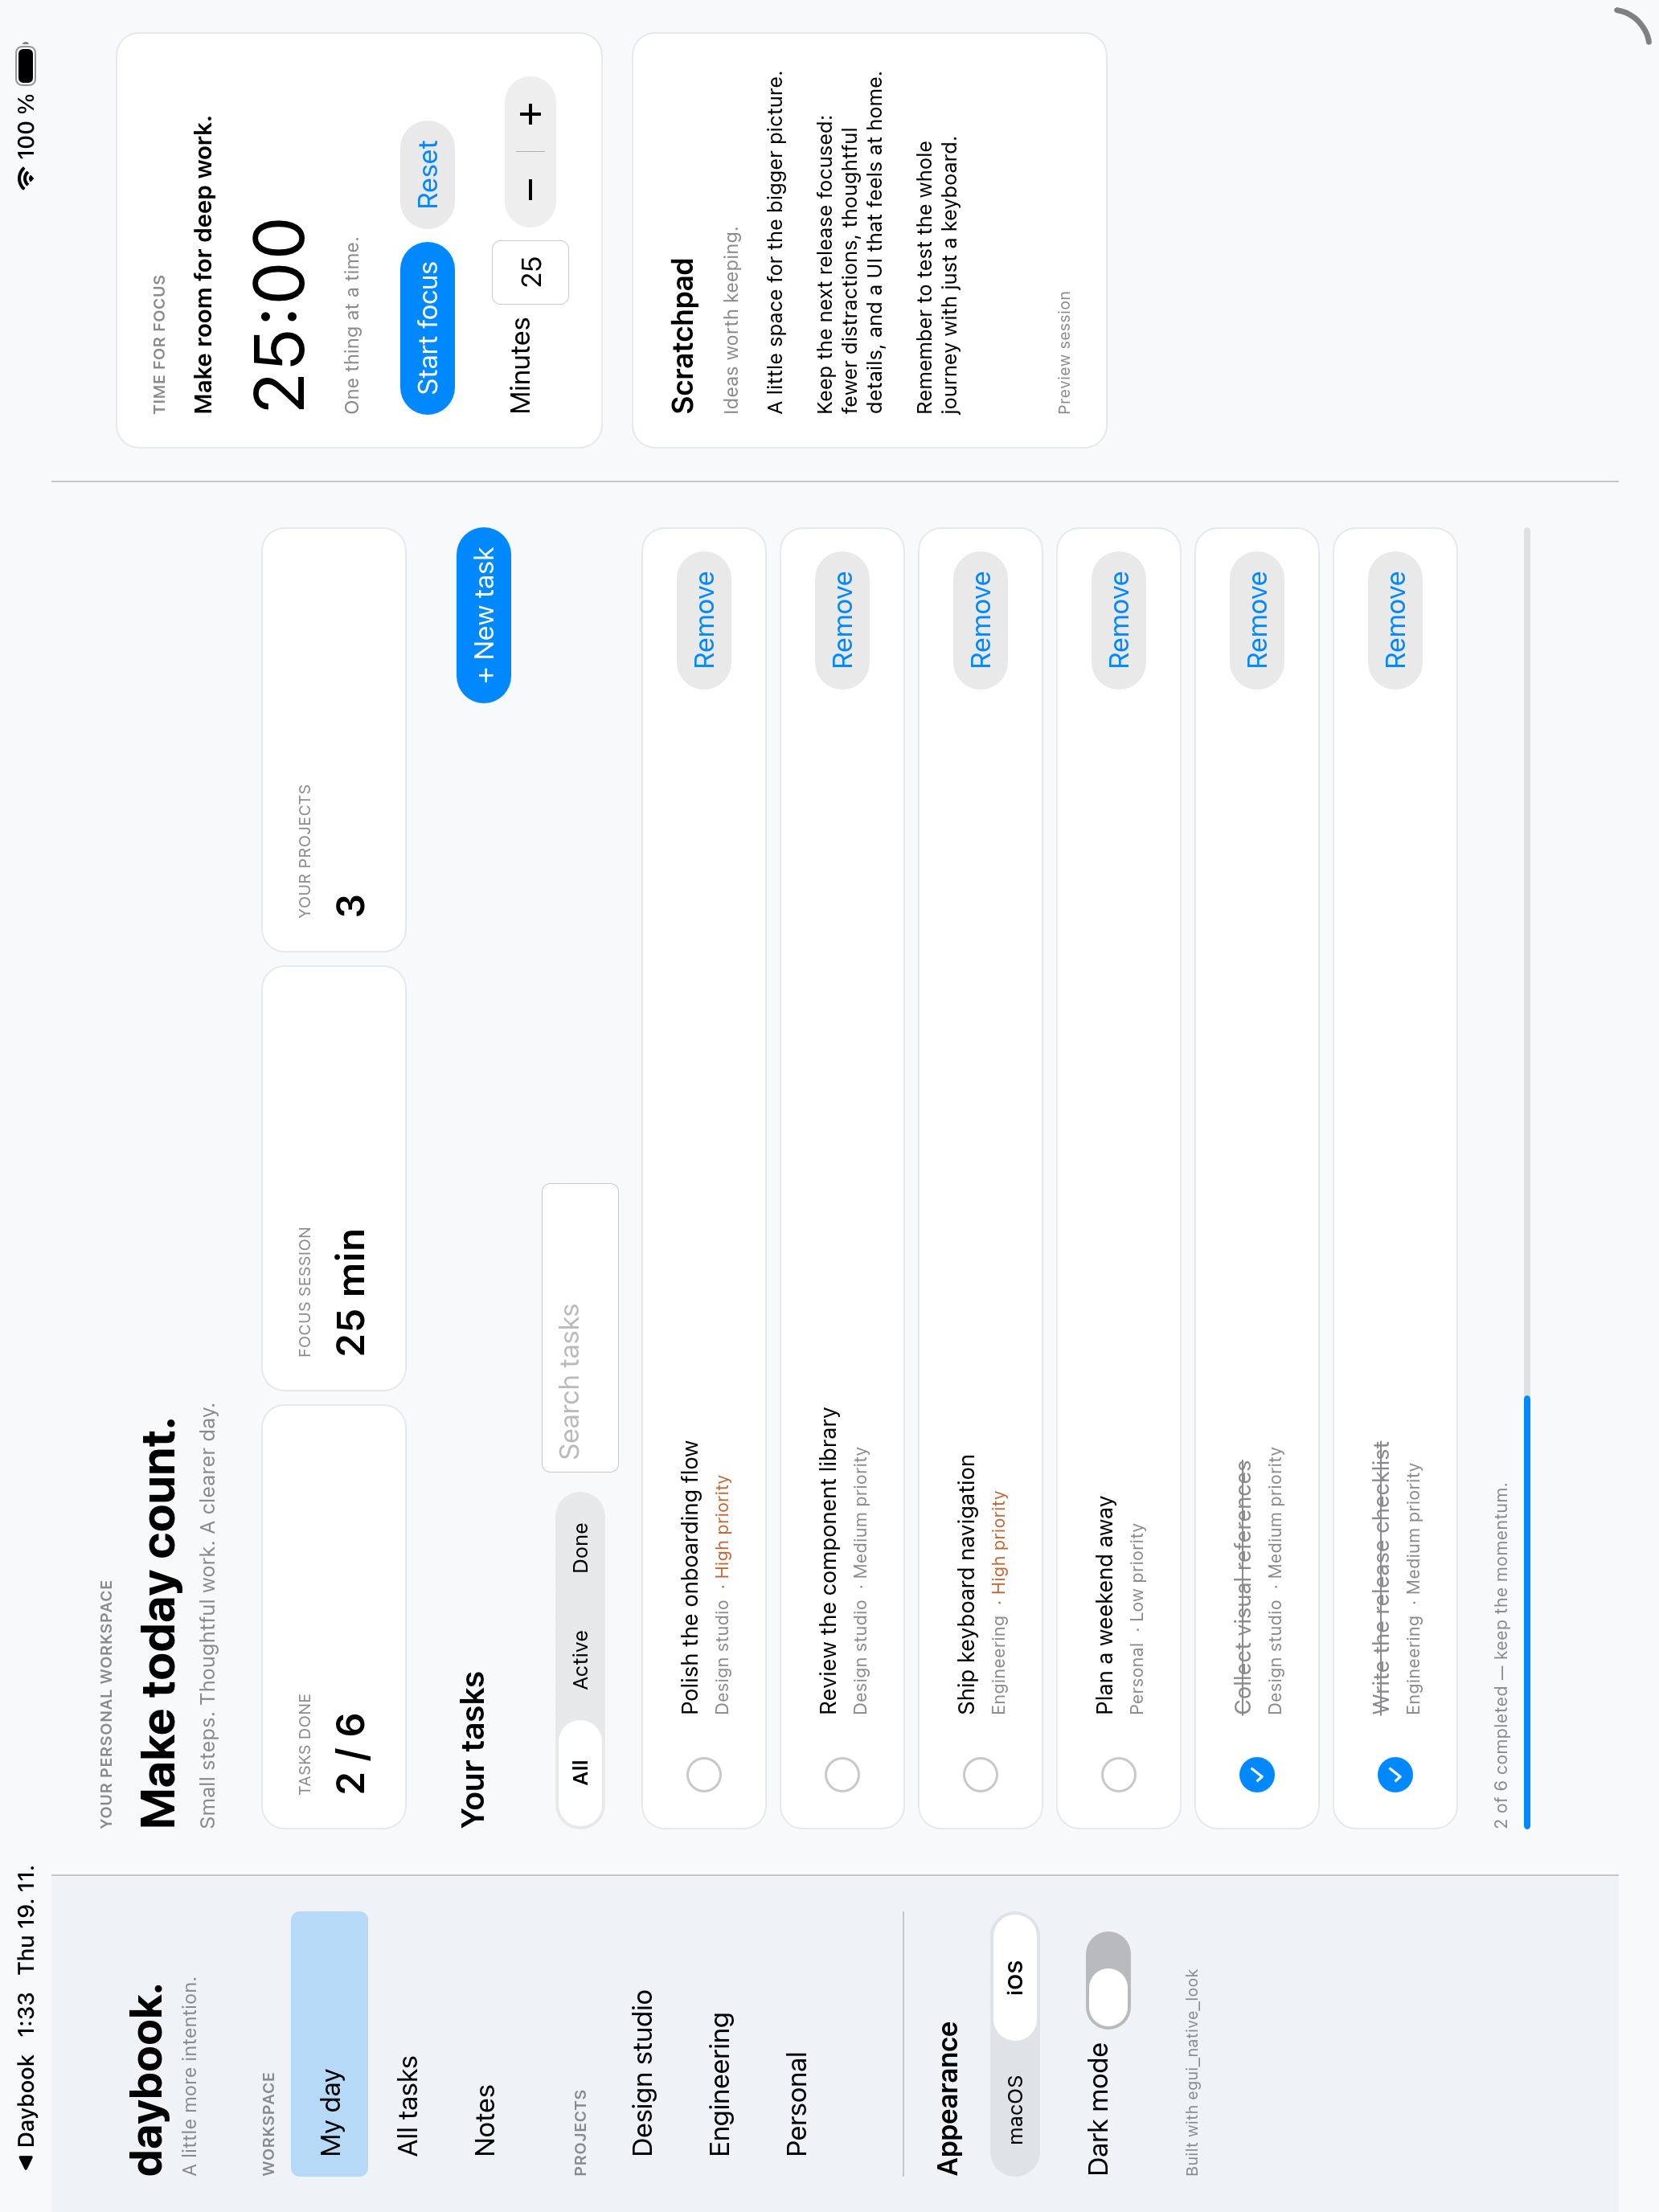 Daybook 1:33 Thu 19. 11.
100 %
daybook.
A little more intention.
WORKSPACE
My day
All tasks
Notes
PROJECTS
Design studio
Engineering
Personal
Appearance
macOS
ios
Dark mode
Built with egui_native_look
YOUR PERSONAL WORKSPACE
Make today count.
Small steps. Thoughtful work. A clearer day.
TASKS DONE
2 / 6
FOCUS SESSION
25 min
YOUR PROJECTS
3
Your tasks
+ New task
All
Active
Done
Search tasks
Polish the onboarding flow
Design studio · High priority
Remove
Review the component library
Design studio · Medium priority
Remove
Ship keyboard navigation
Engineering · High priority
Remove
Plan a weekend away
Personal · Low priority
Remove
Collect visual references
Design studio · Medium priority
Remove
Write the release checklist
Engineering · Medium priority
Remove
2 of 6 completed — keep the momentum.
TIME FOR FOCUS
Make room for deep work.
25:00
One thing at a time.
Start focus
Reset
Minutes 25 − +
Scratchpad
Ideas worth keeping.
A little space for the bigger picture.
Keep the next release focused:
fewer distractions, thoughtful
details, and a UI that feels at home.
Remember to test the whole
journey with just a keyboard.
Preview session